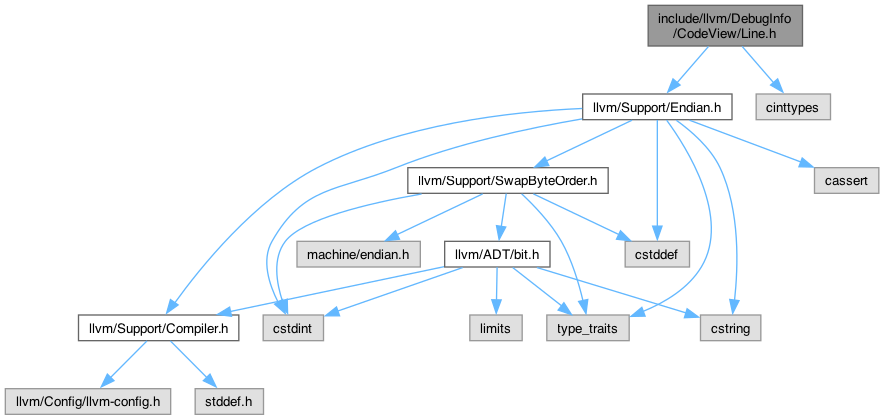 include/llvm/DebugInfo
/CodeView/Line.h
llvm/Support/Endian.h
cinttypes
llvm/Support/SwapByteOrder.h
cassert
machine/endian.h
llvm/ADT/bit.h
cstddef
llvm/Support/Compiler.h
cstdint
limits
type_traits
cstring
llvm/Config/llvm-config.h
stddef.h